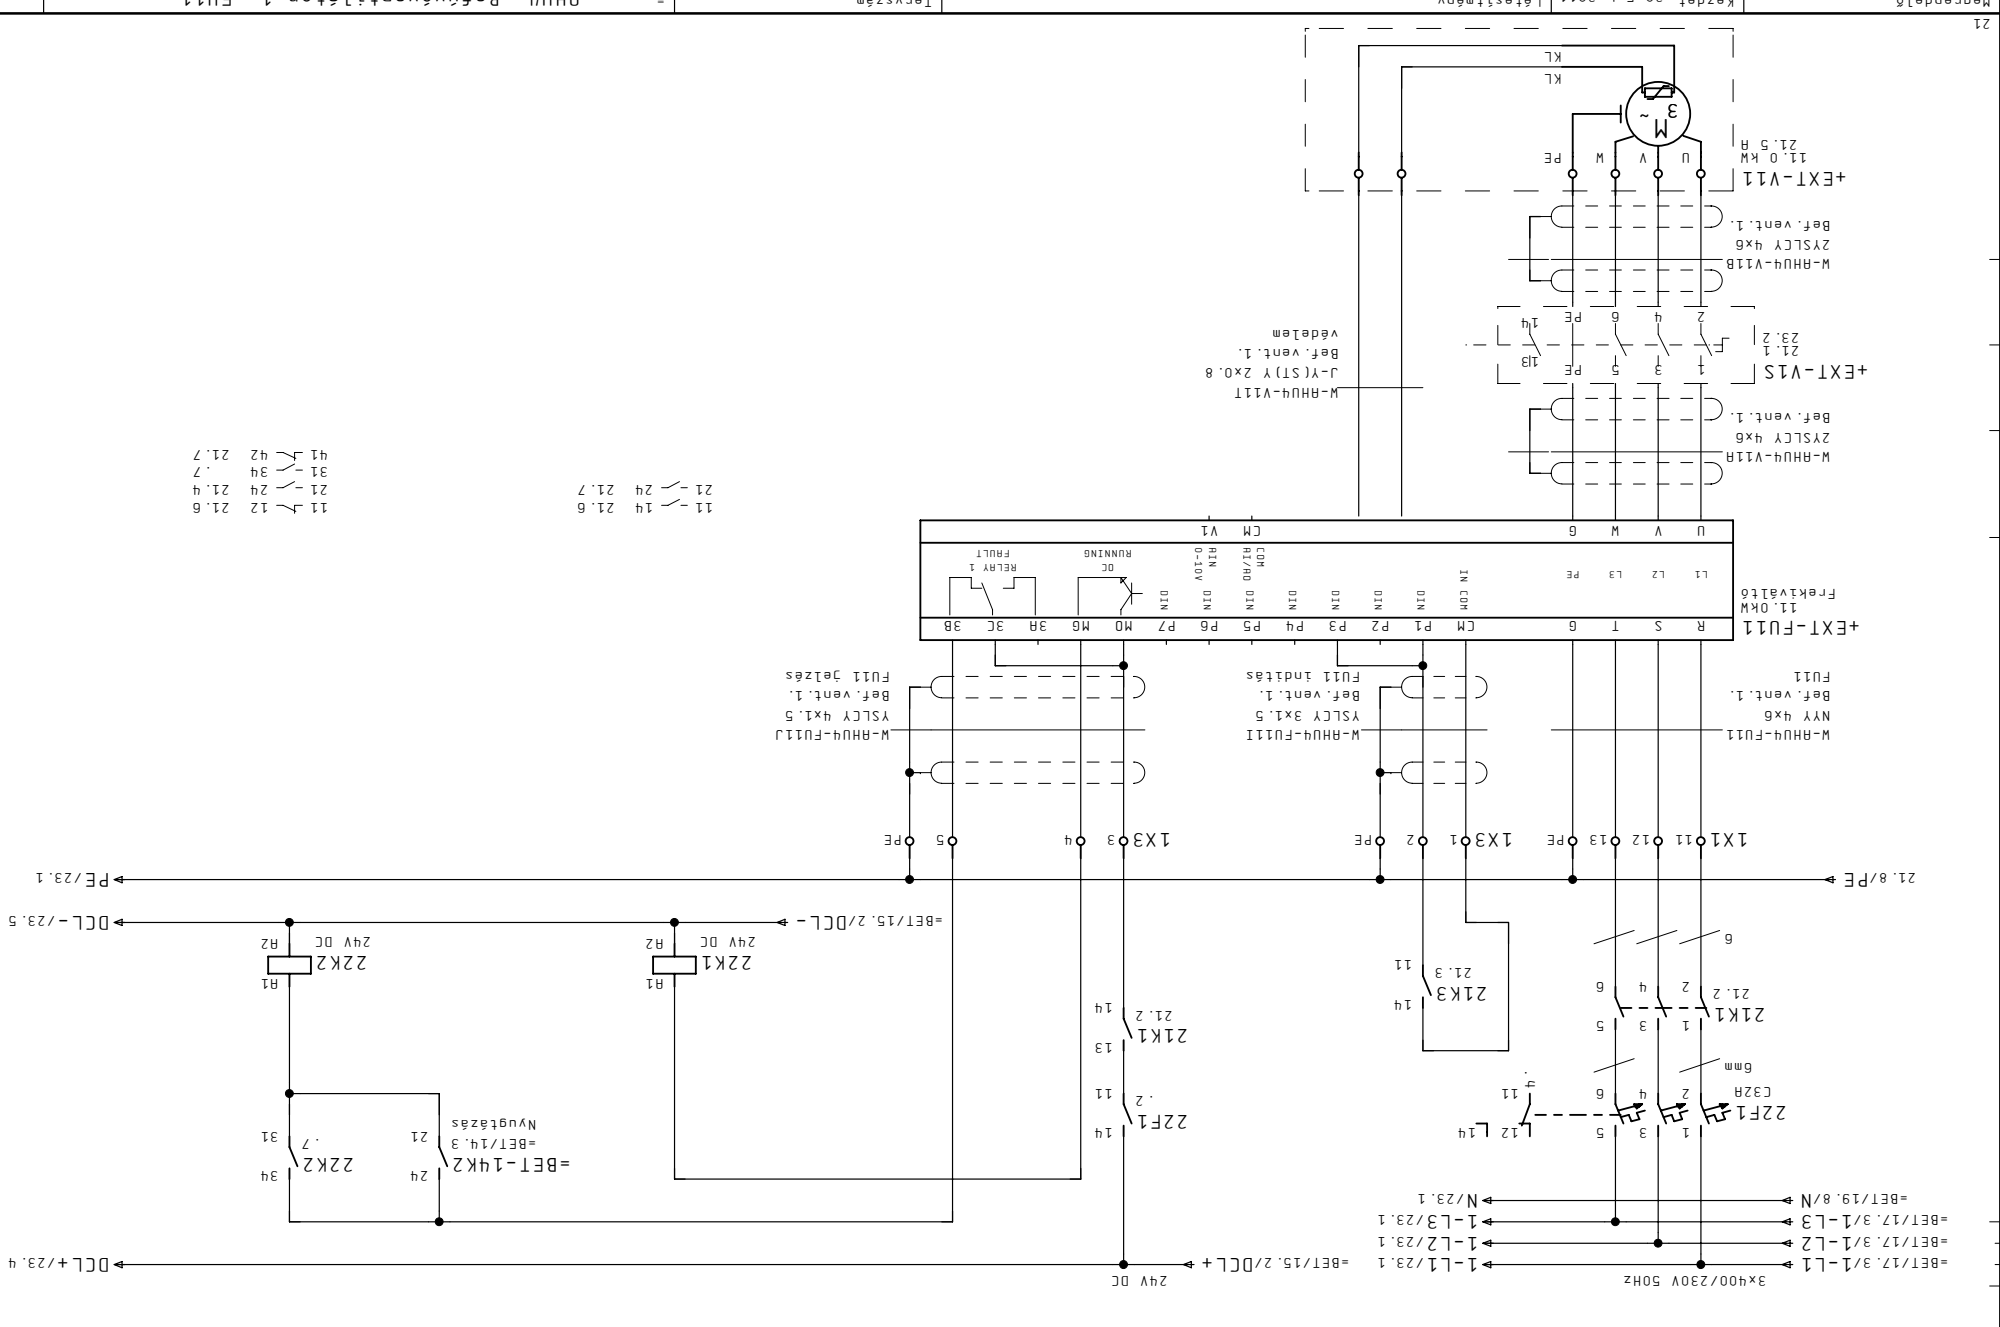 3x400/230V 50Hz
=BET/17.3/1-L1
1-L1/23.1
=BET/17.3/1-L2
1-L2/23.1
=BET/17.3/1-L3
1-L3/23.1
=BET/19.8/N
N/23.1
24V DC
=BET/15.2/DCL+
DCL+/23.4
22F1
C32A
1 3 5
2 4 6
12 14
11
.4
6mm
21K1
21.2
1 3 5
2 4 6
6
21K3
21.3
14
11
22F1
.2
14
11
21K1
21.2
13
14
=BET-14K2
=BET/14.3
Nyugtázás
24
21
22K2
.7
34
31
22K1
24V DC
A1
A2
22K2
24V DC
A1
A2
=BET/15.2/DCL-
DCL-/23.5
21.8/PE
PE/23.1
1X1 11 12 13 PE
1X3 1 2 PE
1X3 3 4 5 PE
W-AHU4-FU11
NYY 4x6
Bef.vent.1.
FU11
W-AHU4-FU11I
YSLCY 3x1.5
Bef.vent.1.
FU11 inditás
W-AHU4-FU11J
YSLCY 4x1.5
Bef.vent.1.
FU11 jelzés
+EXT-FU11
11.0kW
Frekiváltó
R S T G CM P1 P2 P3 P4 P5 P6 P7 MO MG 3A 3C 3B
L1 L2 L3 PE
IN COM
DIN DIN DIN DIN DIN DIN DIN
COM
AI/AO
AIN
0-10V
OC
RUNNING
RELAY 1
FAULT
U V W G CM V1
11 14 21.6
21 24 21.7
11 12 21.6
21 24 21.4
31 34 .7
41 42 21.7
W-AHU4-V11A
2YSLCY 4x6
Bef.vent.1.
W-AHU4-V11T
J-Y(ST)Y 2x0.8
Bef.vent.1.
védelem
+EXT-V1S
21.1
23.2
1 3 5 PE 13
2 4 6 PE 14
W-AHU4-V11B
2YSLCY 4x6
Bef.vent.1.
+EXT-V11
11.0 kW
21.5 A
U V W PE
M
3 ~
KL
KL
21